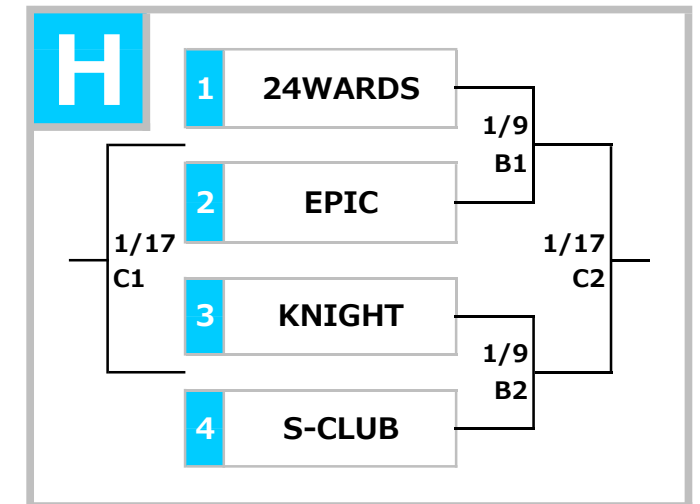 H
1 24WARDS
1/9
B1
2 EPIC
1/17
C1
1/17
C2
3 KNIGHT
1/9
B2
4 S-CLUB